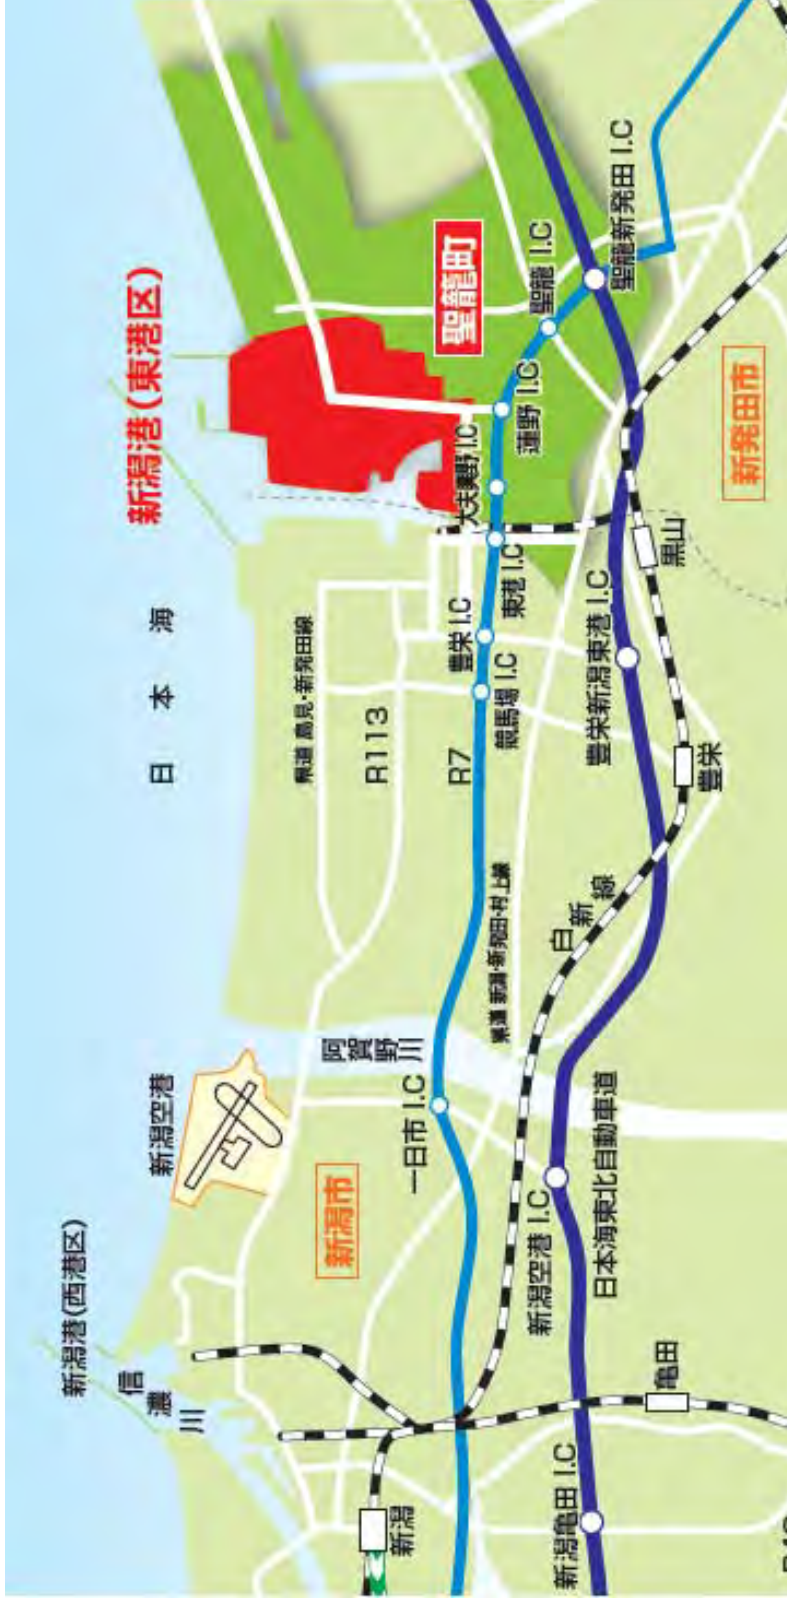 新潟港(東港区)
聖籠町
聖籠新発田 I.C
聖籠 I.C
蓮野 I.C
大夫興野 I.C
東港 I.C
豊栄 I.C
競馬場 I.C
新発田市
黒山
日本海
県道 島見・新発田線
R113
R7
豊栄新潟東港 I.C
豊栄
県道 新潟・新発田・村上線
白新線
阿賀野川
新潟空港
一日市 I.C
新潟市
新潟空港 I.C
日本海東北自動車道
新潟港(西港区)
信濃川
亀田
新潟亀田 I.C
新潟